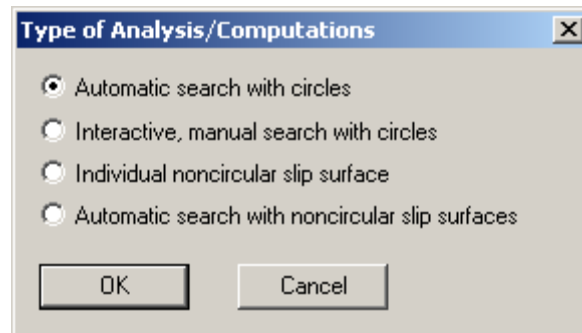 Type of Analysis/Computations
Automatic search with circles
Interactive, manual search with circles
Individual noncircular slip surface
Automatic search with noncircular slip surfaces
OK Cancel